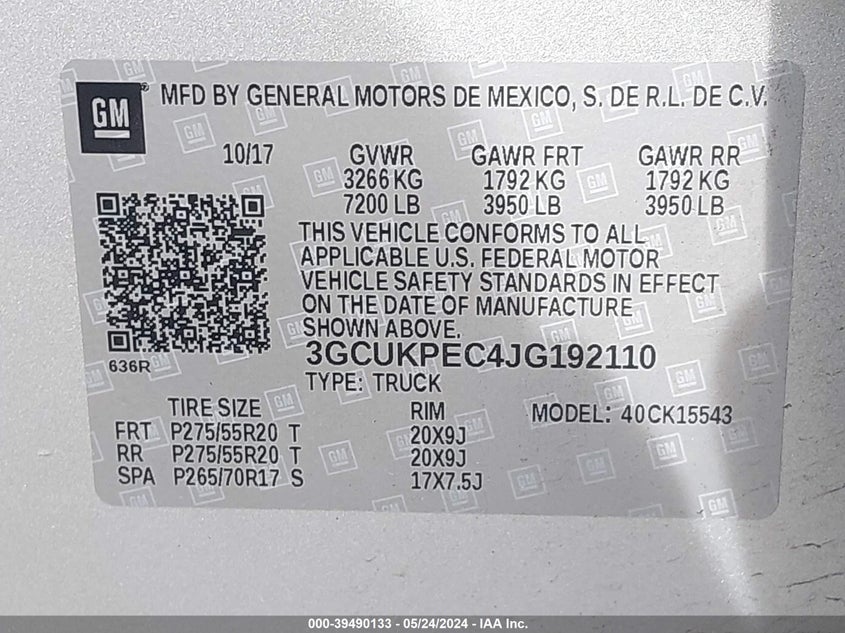 GM
MFD BY GENERAL MOTORS DE MEXICO, S. DE R.L. DE C.V.
10/17 GVWR GAWR FRT GAWR RR
3266 KG 1792 KG 1792 KG
7200 LB 3950 LB 3950 LB
THIS VEHICLE CONFORMS TO ALL
APPLICABLE U.S. FEDERAL MOTOR
VEHICLE SAFETY STANDARDS IN EFFECT
ON THE DATE OF MANUFACTURE
SHOWN ABOVE.
636R
3GCUKPEC4JG192110
TYPE: TRUCK
TIRE SIZE RIM MODEL: 40CK15543
FRT P275/55R20 T 20X9J
RR P275/55R20 T 20X9J
SPA P265/70R17 S 17X7.5J
000-39490133 - 05/24/2024 - IAA Inc.